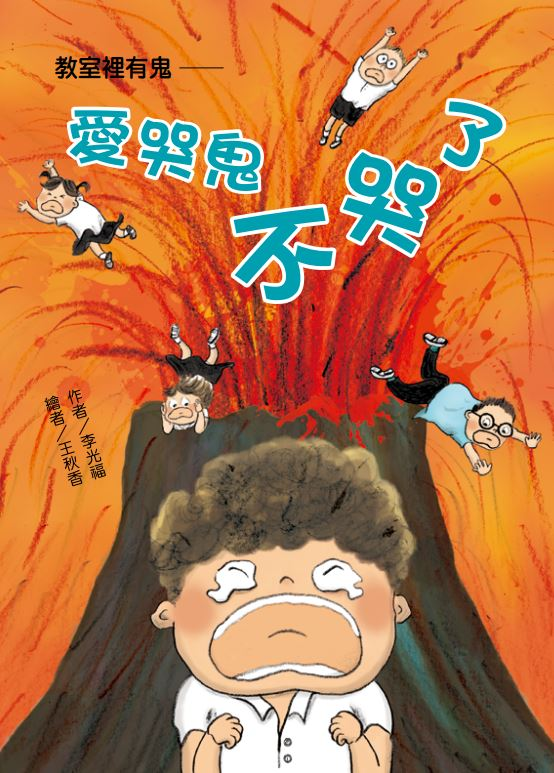 教室裡有鬼——
愛哭鬼
不哭了
作者／李光福
繪者／王秋香